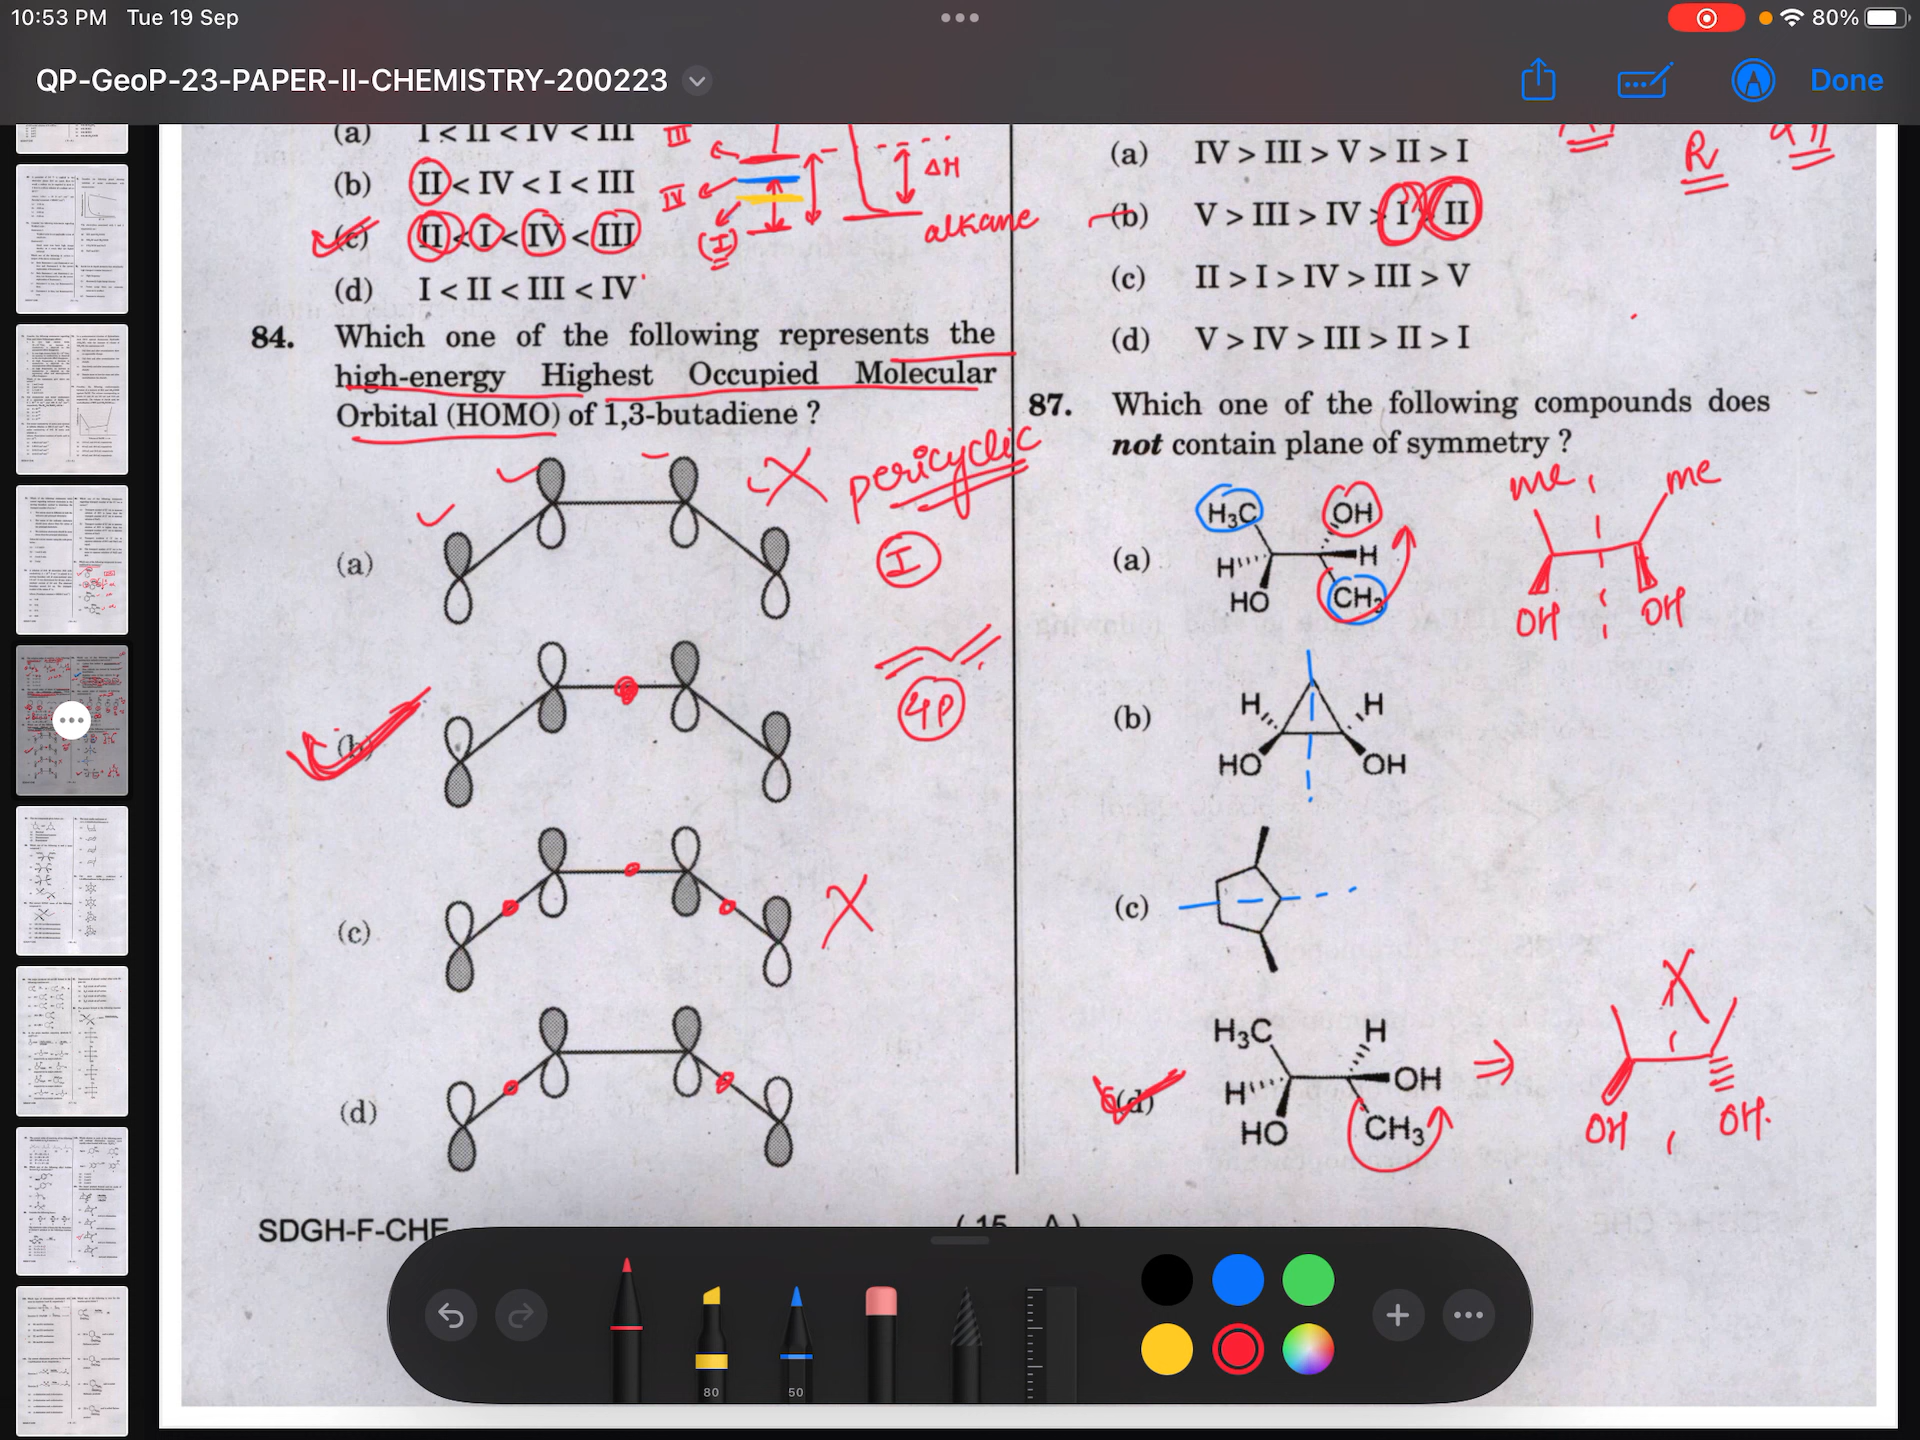 10:53 PM Tue 19 Sep
80%
QP-GeoP-23-PAPER-II-CHEMISTRY-200223
Done
(a) I < II < IV < III
(b) II < IV < I < III
(c) II < I < IV < III
(d) I < II < III < IV
III
IV
(I)
ΔH
alkane
84. Which one of the following represents the
high-energy Highest Occupied Molecular
Orbital (HOMO) of 1,3-butadiene ?
pericyclic
I
4P
(a)
(b)
(c)
(d)
SDGH-F-CHE
(a) IV > III > V > II > I
(b) V > III > IV > I > II
(c) II > I > IV > III > V
(d) V > IV > III > II > I
R
87. Which one of the following compounds does
not contain plane of symmetry ?
(a)
H₃C OH
H H
HO CH₃
me me
OH OH
(b)
H H
HO OH
(c)
(d)
H₃C H
H OH
HO CH₃
OH OH
( 15 – A )
80
50